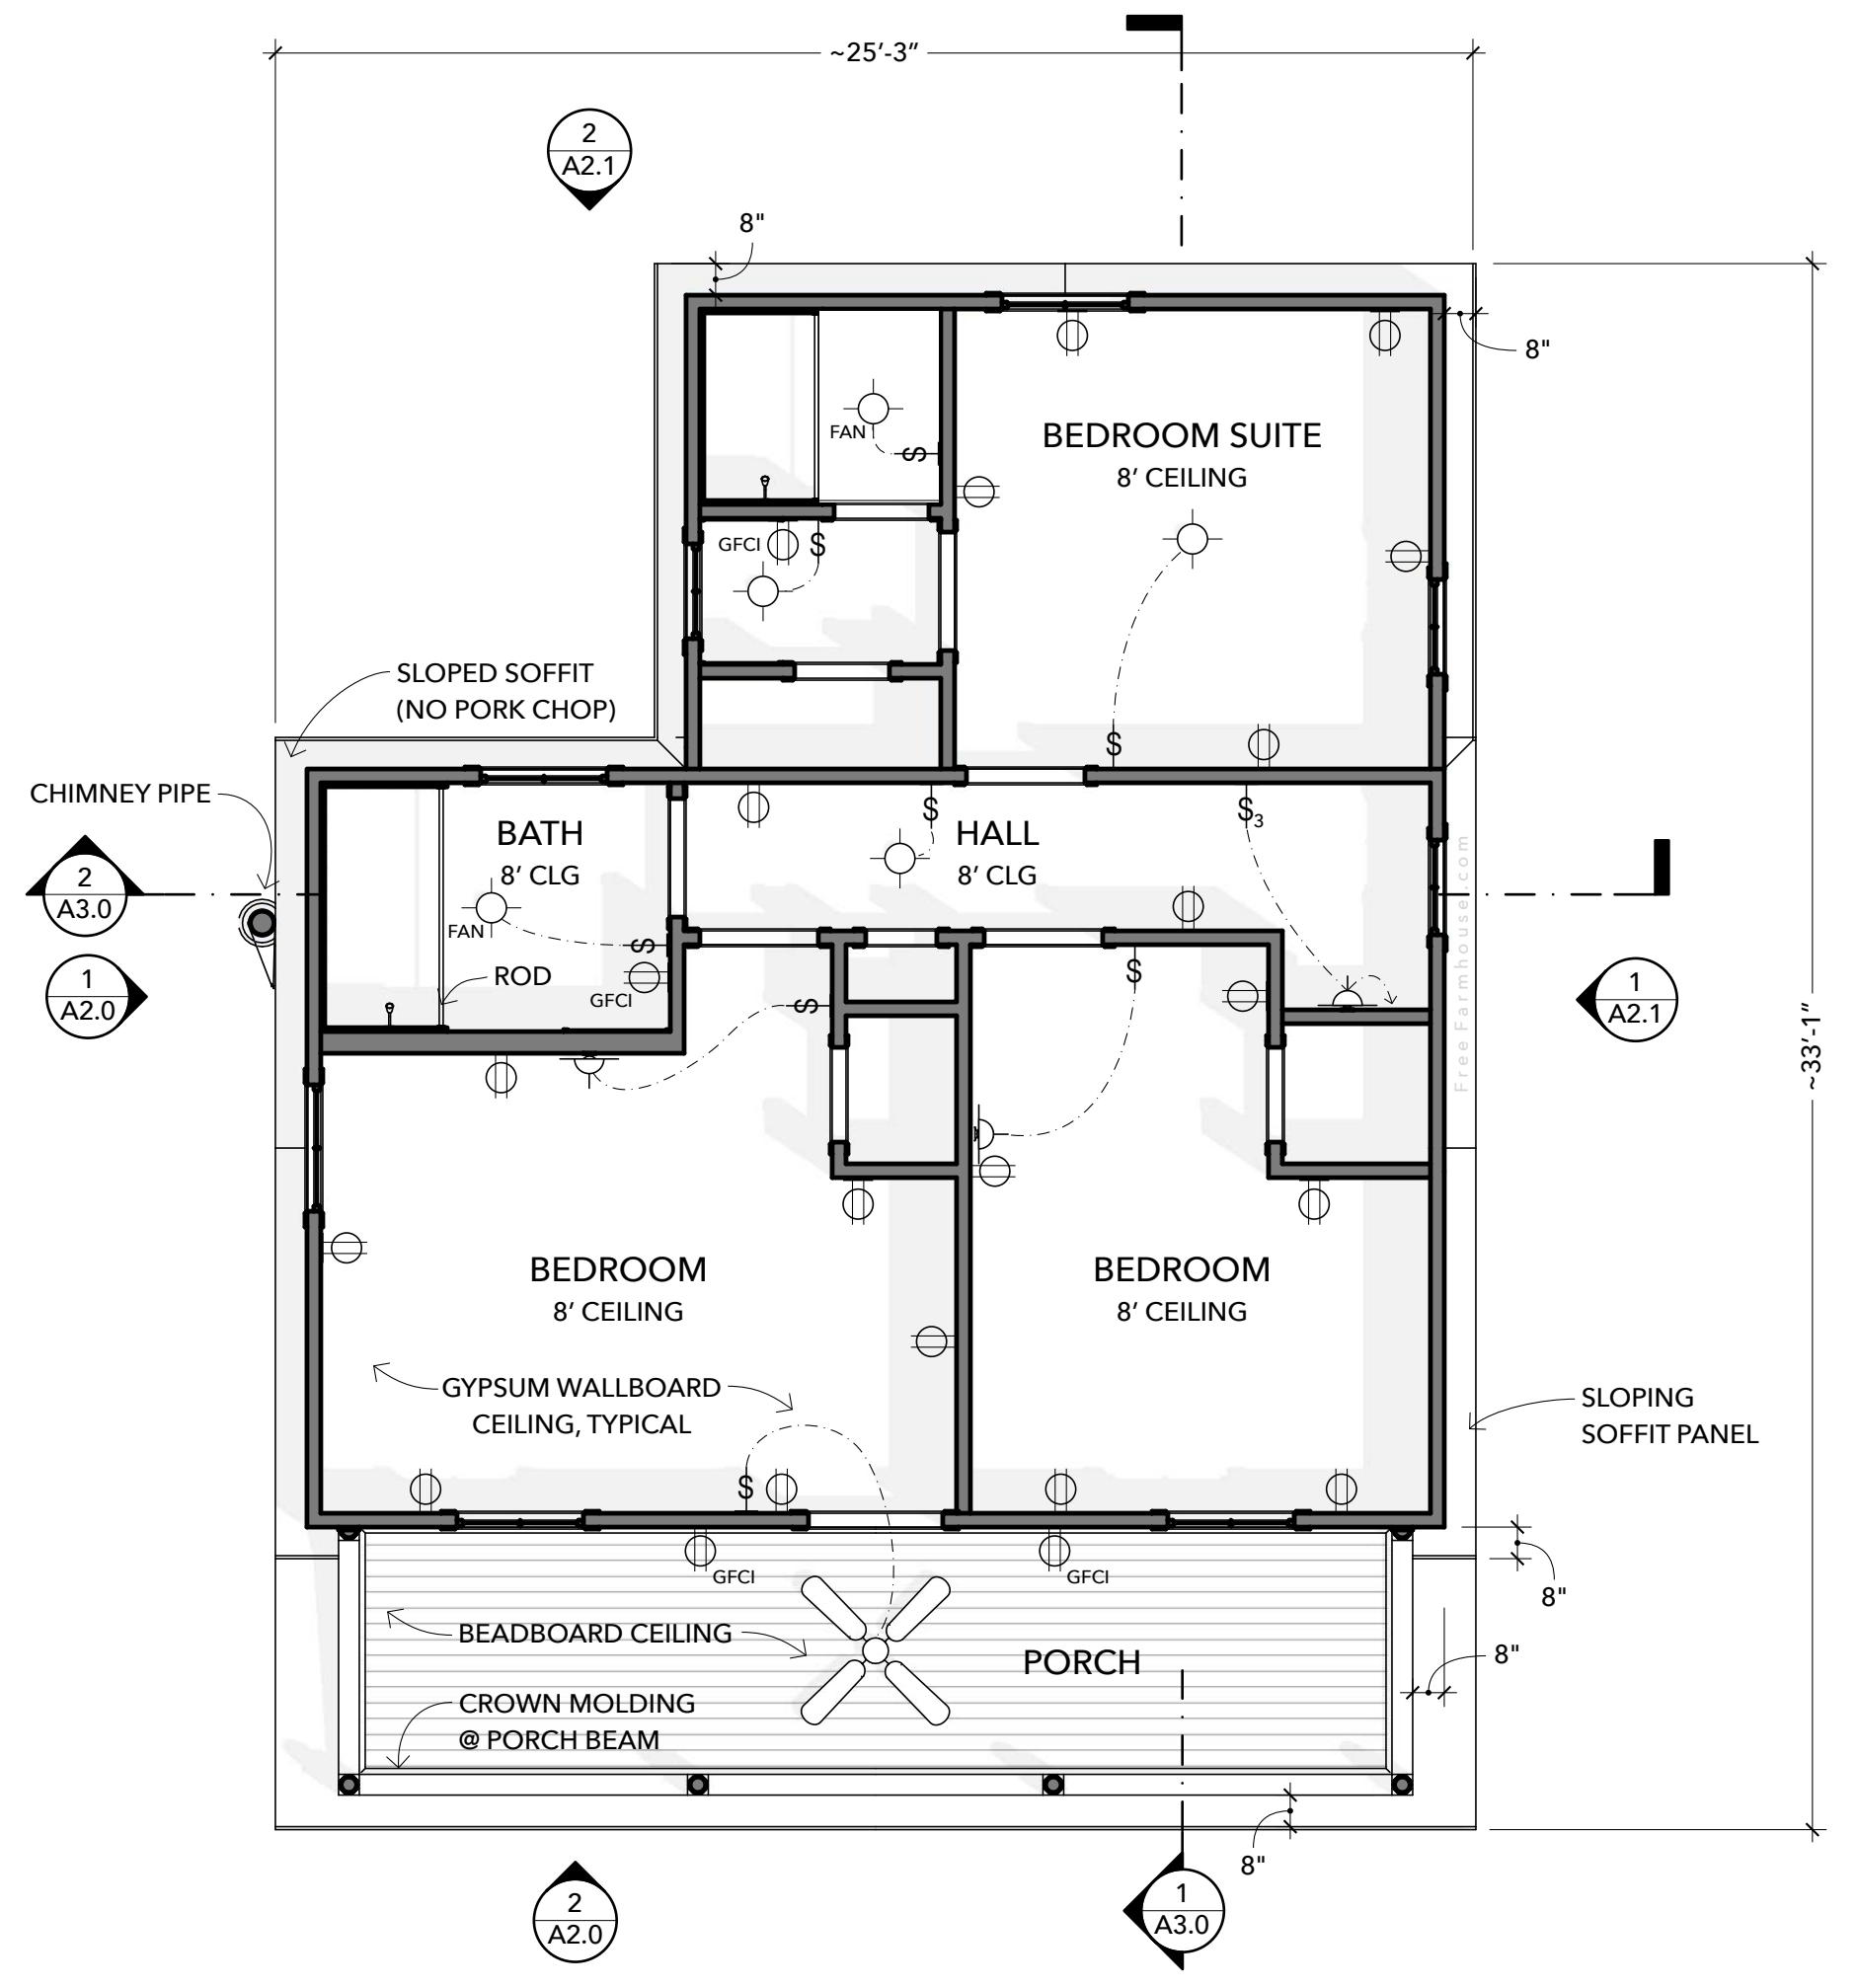 ~25’-3”
2
A2.1
8"
8"
FAN
$
BEDROOM SUITE
8’ CEILING
GFCI
$
SLOPED SOFFIT
(NO PORK CHOP)
$
CHIMNEY PIPE
BATH
8’ CLG
$
HALL
8’ CLG
$3
2
A3.0
FAN
$
1
A2.0
ROD
GFCI
$
$
Free Farmhouse.com
1
A2.1
~33’-1”
BEDROOM
8’ CEILING
BEDROOM
8’ CEILING
GYPSUM WALLBOARD
CEILING, TYPICAL
SLOPING
SOFFIT PANEL
$
GFCI
GFCI
8"
BEADBOARD CEILING
PORCH
8"
CROWN MOLDING
@ PORCH BEAM
8"
2
A2.0
1
A3.0